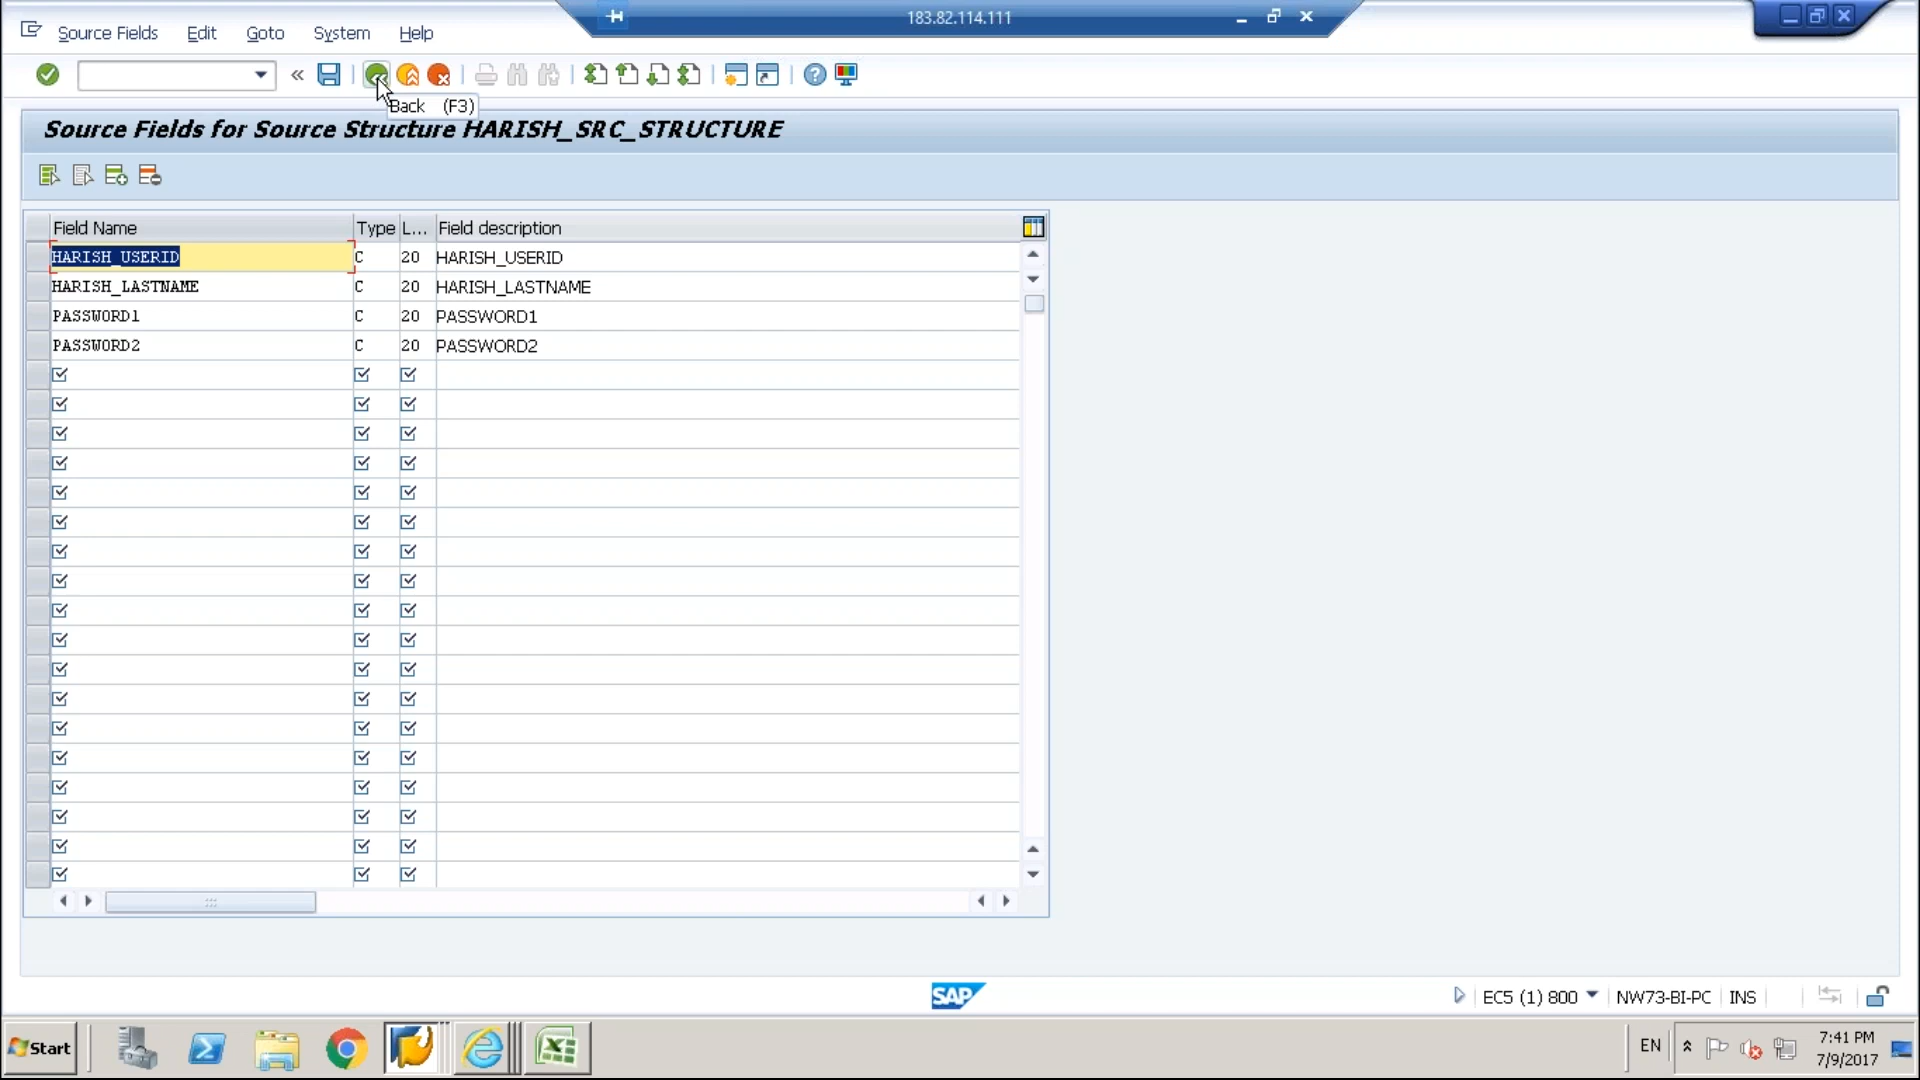 183.82.114.111
Source Fields Edit Goto System Help
Back (F3)
Source Fields for Source Structure HARISH_SRC_STRUCTURE
Field Name Type L... Field description
HARISH_USERID C 20 HARISH_USERID
HARISH_LASTNAME C 20 HARISH_LASTNAME
PASSWORD1 C 20 PASSWORD1
PASSWORD2 C 20 PASSWORD2
SAP
EC5 (1) 800 NW73-BI-PC INS
Start
EN
7:41 PM
7/9/2017